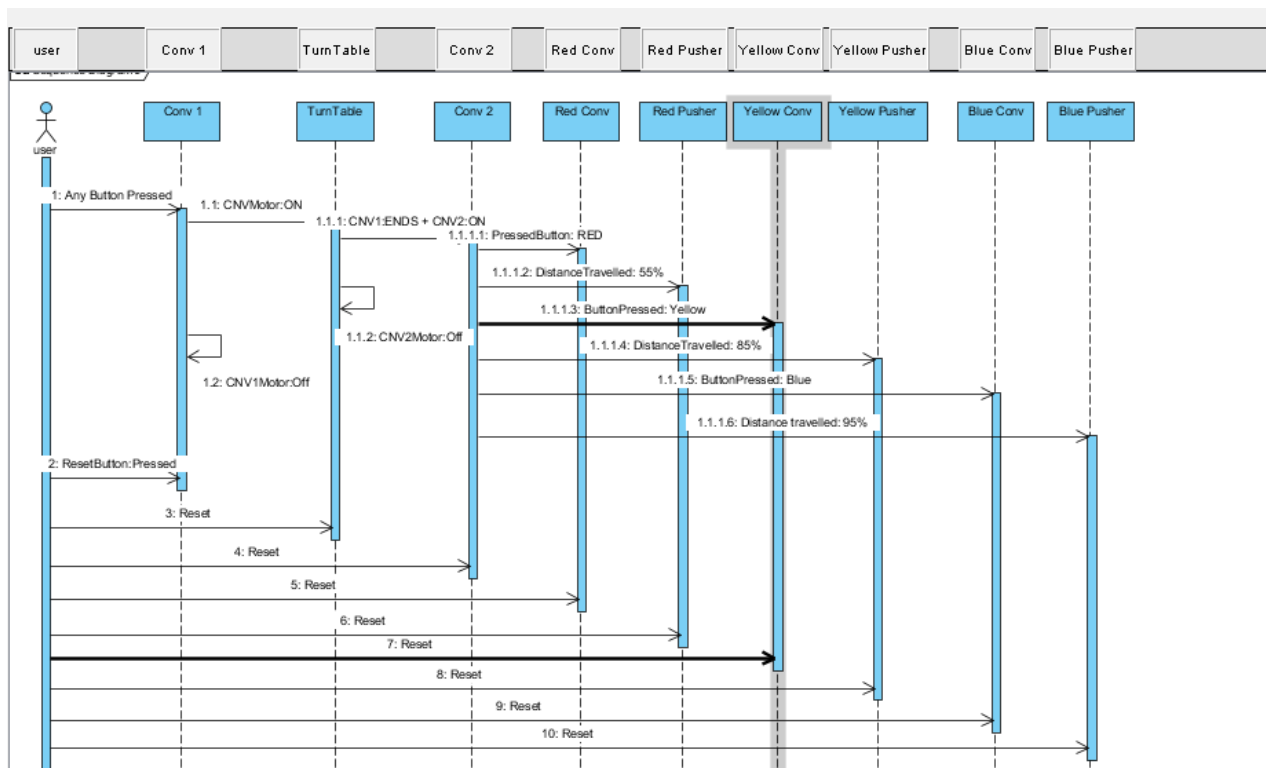 user Conv 1 TurnTable Conv 2 Red Conv Red Pusher Yellow Conv Yellow Pusher Blue Conv Blue Pusher
Conv 1 TurnTable Conv 2 Red Conv Red Pusher Yellow Conv Yellow Pusher Blue Conv Blue Pusher
user
1: Any Button Pressed
1.1: CNVMotor:ON
1.1.1: CNV1:ENDS + CNV2:ON
1.1.1.1: PressedButton: RED
1.1.1.2: DistanceTravelled: 55%
1.1.1.3: ButtonPressed: Yellow
1.1.2: CNV2Motor:Off
1.1.1.4: DistanceTravelled: 85%
1.2: CNV1Motor:Off
1.1.1.5: ButtonPressed: Blue
1.1.1.6: Distance travelled: 95%
2: ResetButton:Pressed
3: Reset
4: Reset
5: Reset
6: Reset
7: Reset
8: Reset
9: Reset
10: Reset